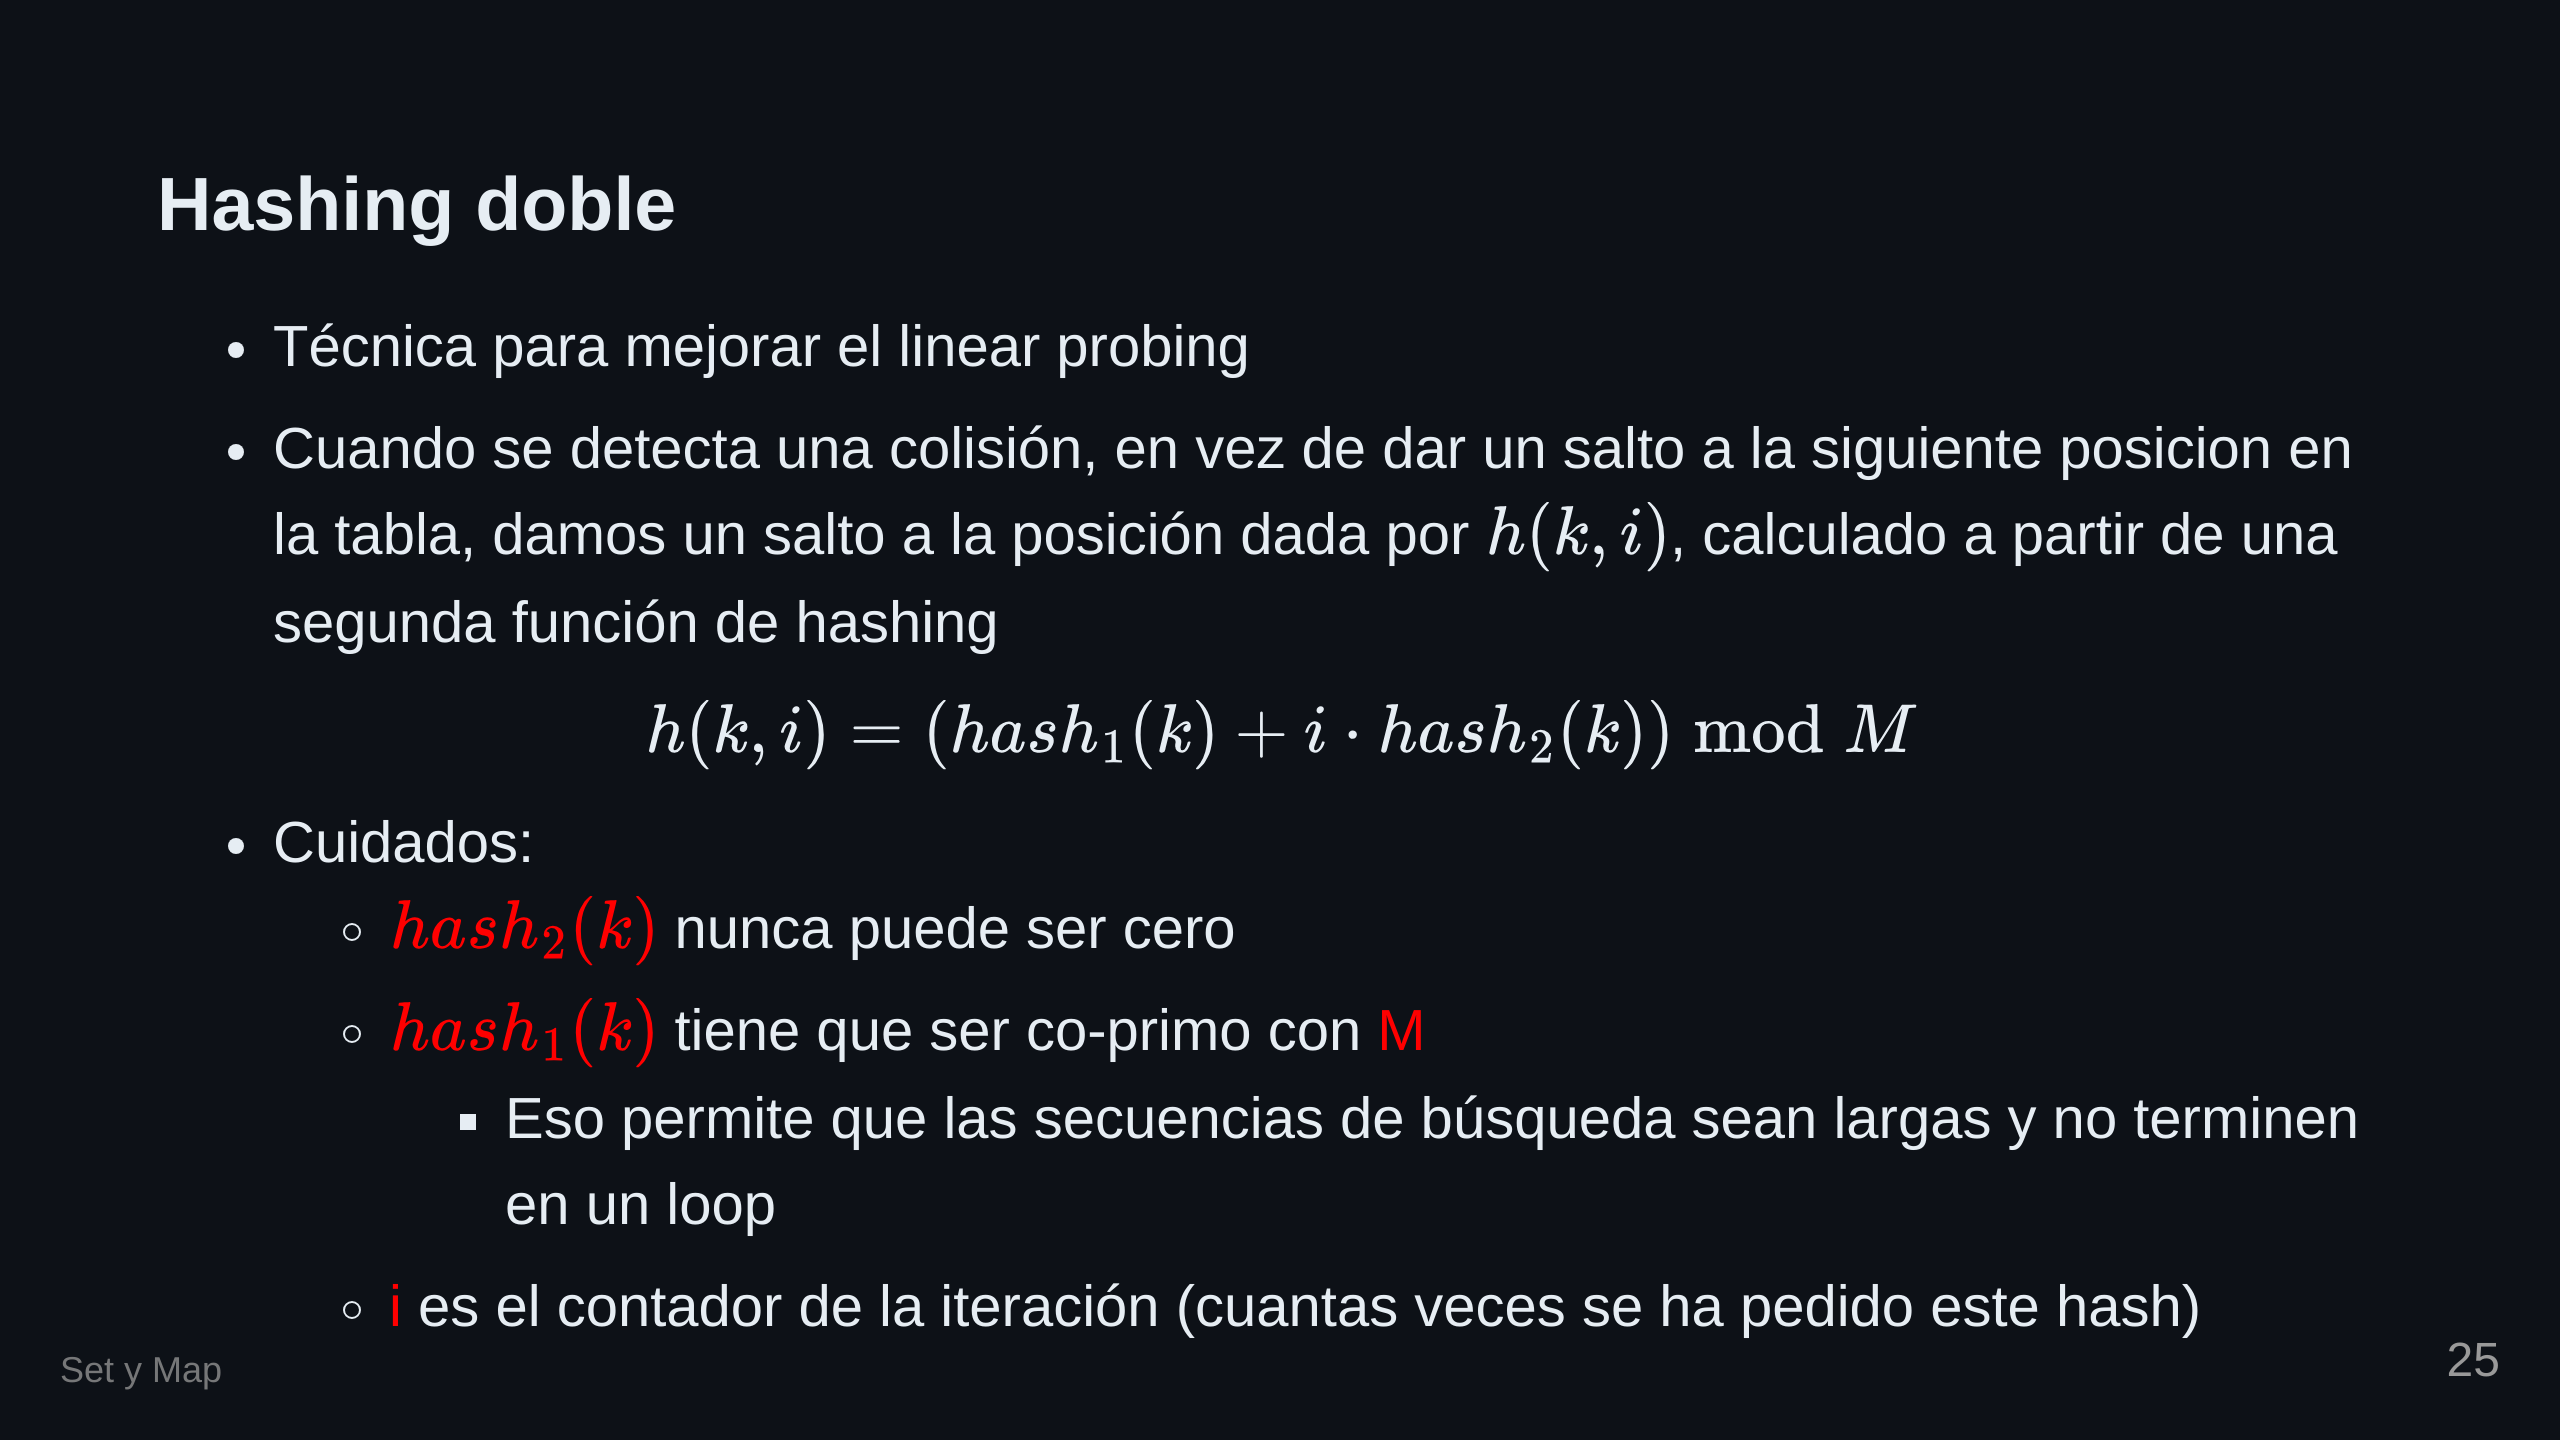 Hashing doble
• Técnica para mejorar el linear probing
• Cuando se detecta una colisión, en vez de dar un salto a la siguiente posicion en
la tabla, damos un salto a la posición dada por h(k, i), calculado a partir de una
segunda función de hashing
h(k, i) = (hash₁(k) + i · hash₂(k)) mod M
• Cuidados:
◦ hash₂(k) nunca puede ser cero
◦ hash₁(k) tiene que ser co-primo con M
▪ Eso permite que las secuencias de búsqueda sean largas y no terminen
en un loop
◦ i es el contador de la iteración (cuantas veces se ha pedido este hash)
Set y Map
25